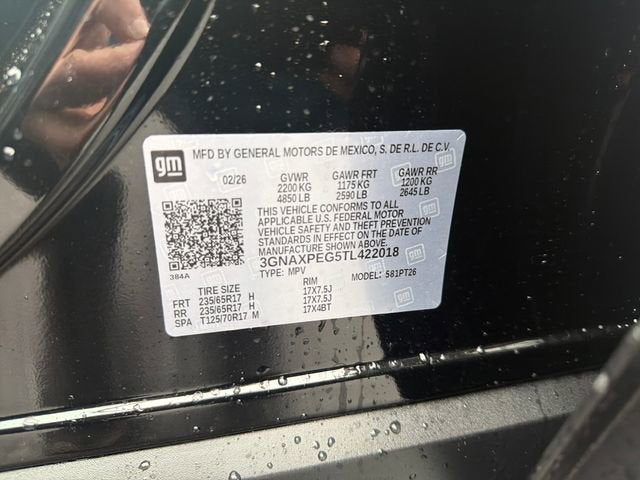 gm
MFD BY GENERAL MOTORS DE MEXICO, S. DE R.L. DE C.V.
02/26 GVWR GAWR FRT GAWR RR
2200 KG 1175 KG 1200 KG
4850 LB 2590 LB 2645 LB
THIS VEHICLE CONFORMS TO ALL
APPLICABLE U.S. FEDERAL MOTOR
VEHICLE SAFETY AND THEFT PREVENTION
STANDARDS IN EFFECT ON THE DATE OF
MANUFACTURE SHOWN ABOVE.
3GNAXPEG5TL422018
384A TYPE: MPV MODEL: 581PT26
TIRE SIZE RIM
FRT 235/65R17 H 17X7.5J
RR 235/65R17 H 17X7.5J
SPA T125/70R17 M 17X4BT